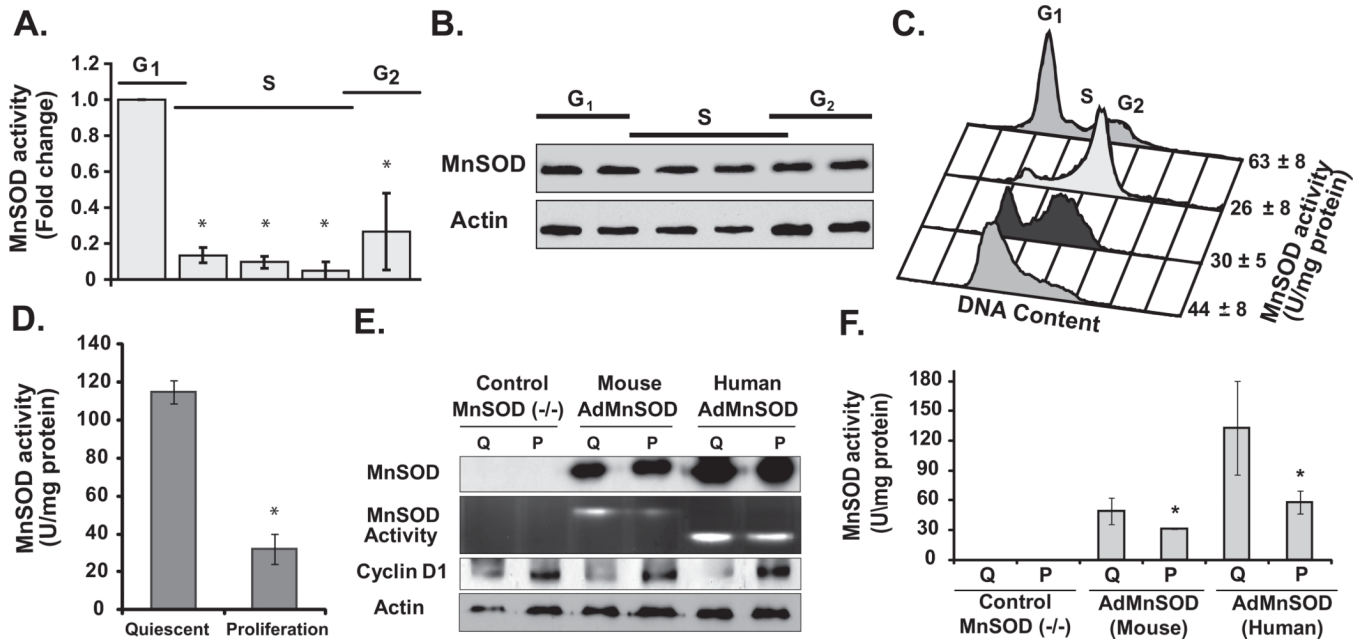 A.
MnSOD activity
(Fold change)
1.2
1.0
0.8
0.6
0.4
0.2
0
G1
S
G2
*
*
*
*
B.
G1
S
G2
MnSOD
Actin
C.
G1
S
G2
63 ± 8
26 ± 8
30 ± 5
44 ± 8
DNA Content
MnSOD activity
(U/mg protein)
D.
MnSOD activity
(U/mg protein)
140
120
100
80
60
40
20
0
*
Quiescent Proliferation
E.
Control Mouse Human
MnSOD (-/-) AdMnSOD AdMnSOD
Q P Q P Q P
MnSOD
MnSOD
Activity
Cyclin D1
Actin
F.
MnSOD activity
(U\mg protein)
180
150
120
90
60
30
0
*
*
Q P Q P Q P
Control AdMnSOD AdMnSOD
MnSOD (-/-) (Mouse) (Human)